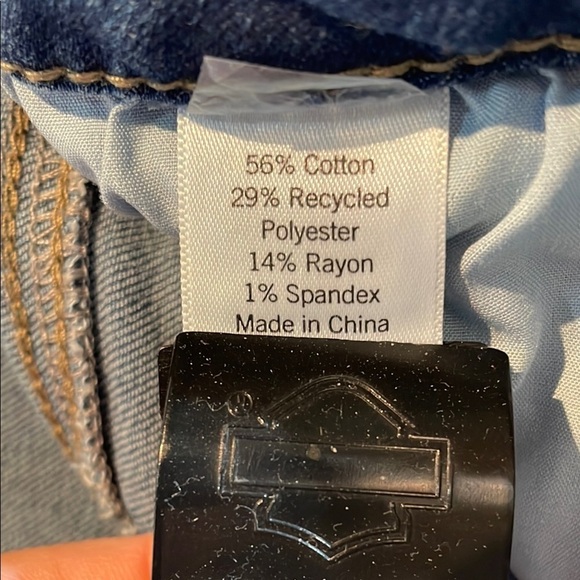 56% Cotton
29% Recycled
Polyester
14% Rayon
1% Spandex
Made in China
®